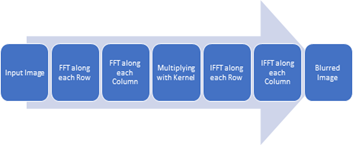 Input Image
FFT along
each Row
FFT along
each
Column
Multiplying
with Kernel
IFFT along
each Row
IFFT along
each
Column
Blurred
Image